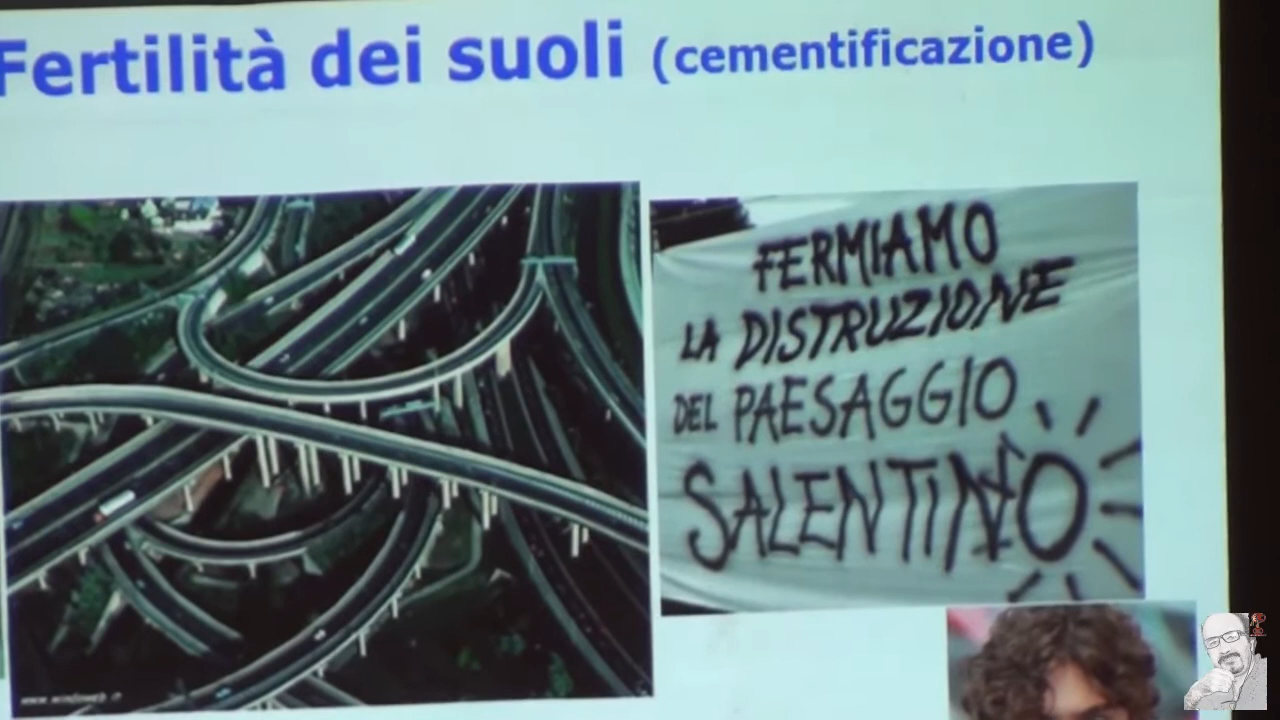 Fertilità dei suoli (cementificazione)
FERMIAMO
LA DISTRUZIONE
DEL PAESAGGIO
SALENTINO